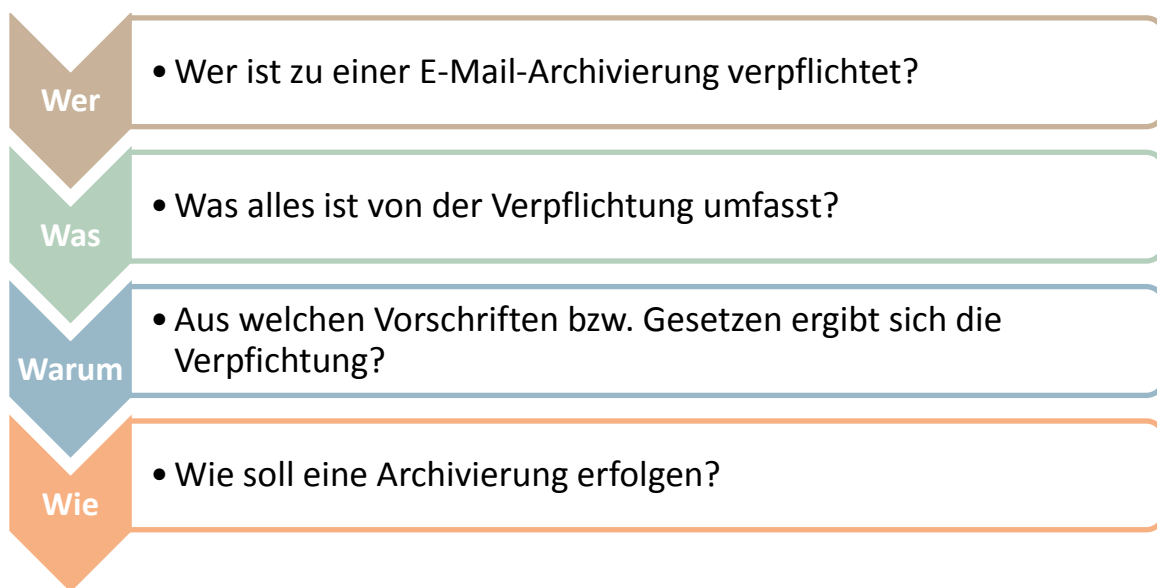 Wer
• Wer ist zu einer E-Mail-Archivierung verpflichtet?
Was
• Was alles ist von der Verpflichtung umfasst?
Warum
• Aus welchen Vorschriften bzw. Gesetzen ergibt sich die
Verpfichtung?
Wie
• Wie soll eine Archivierung erfolgen?